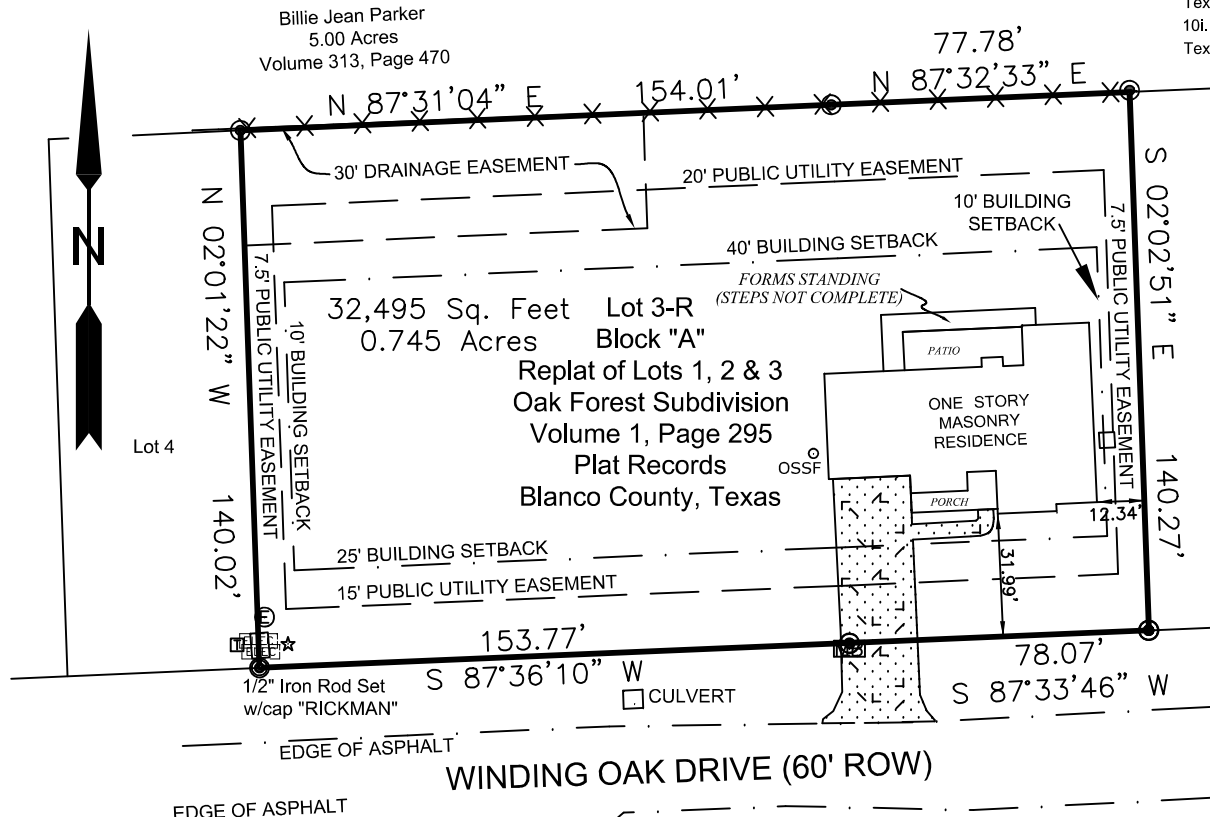 Billie Jean Parker
5.00 Acres
Volume 313, Page 470
Tex
10i.
Tex
77.78'
N 87°31'04" E
154.01'
N 87°32'33" E
30' DRAINAGE EASEMENT
20' PUBLIC UTILITY EASEMENT
10' BUILDING
SETBACK
S 02°02'51" E
140.27'
N
N 02°01'22" W
140.02'
7.5' PUBLIC UTILITY EASEMENT
10' BUILDING SETBACK
7.5' PUBLIC UTILITY EASEMENT
40' BUILDING SETBACK
FORMS STANDING
(STEPS NOT COMPLETE)
32,495 Sq. Feet
0.745 Acres
Lot 3-R
Block "A"
Replat of Lots 1, 2 & 3
Oak Forest Subdivision
Volume 1, Page 295
Plat Records
Blanco County, Texas
PATIO
ONE STORY
MASONRY
RESIDENCE
Lot 4
OSSF
PORCH
12.34'
31.99'
25' BUILDING SETBACK
15' PUBLIC UTILITY EASEMENT
E
153.77'
S 87°36'10" W
78.07'
S 87°33'46" W
1/2" Iron Rod Set
w/cap "RICKMAN"
CULVERT
EDGE OF ASPHALT
WINDING OAK DRIVE (60' ROW)
EDGE OF ASPHALT